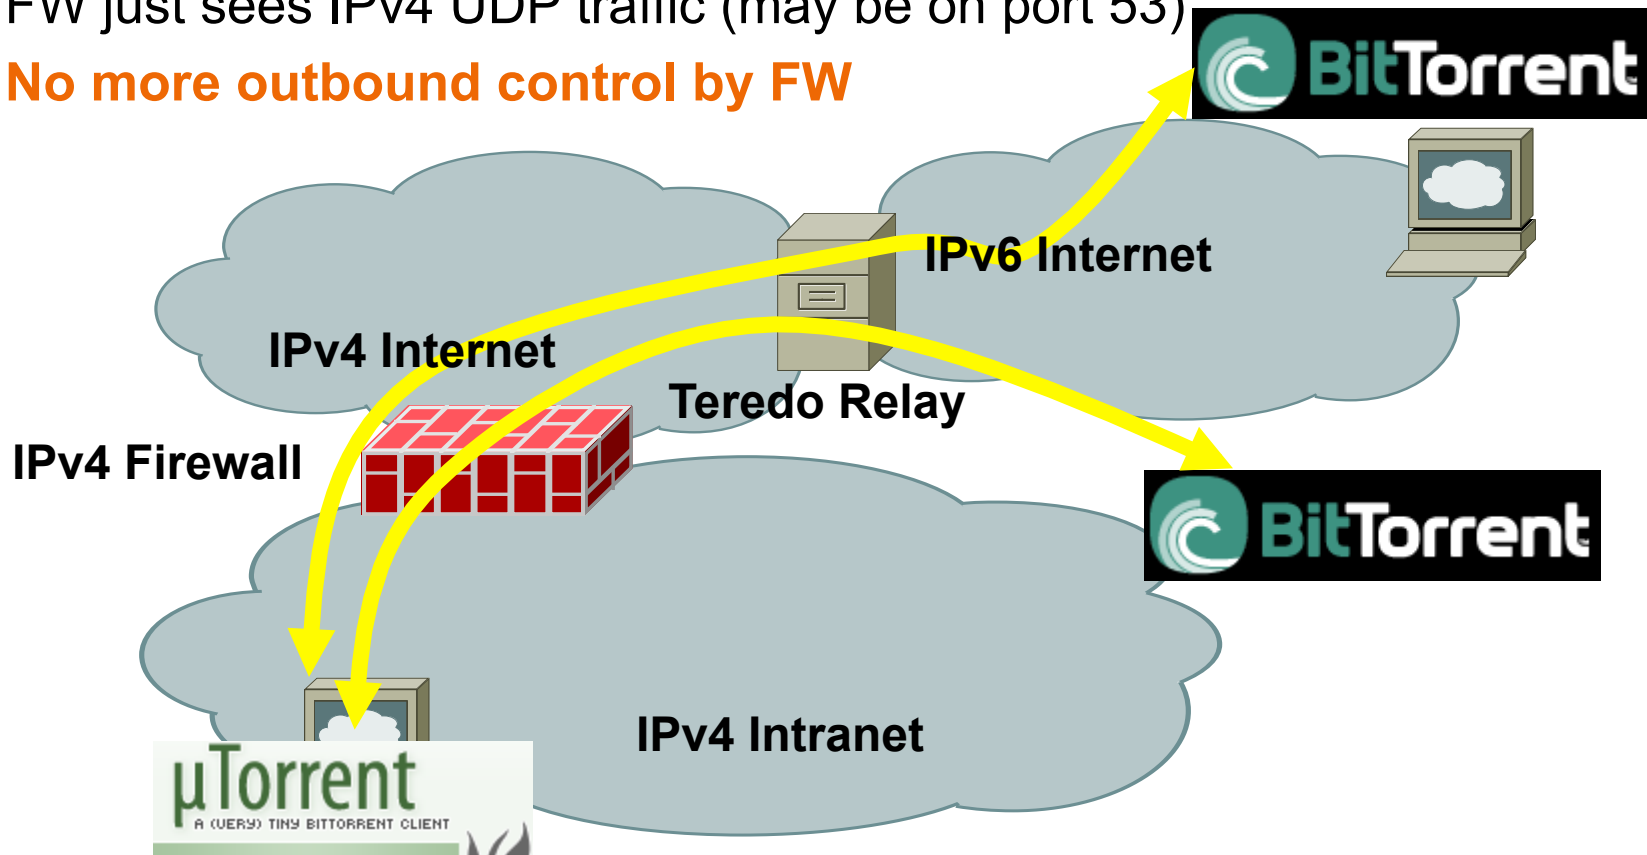 FW just sees IPv4 UDP traffic (may be on port 53)
No more outbound control by FW
BitTorrent
IPv6 Internet
IPv4 Internet
Teredo Relay
IPv4 Firewall
BitTorrent
IPv4 Intranet
µTorrent
A (VERY) TINY BITTORRENT CLIENT